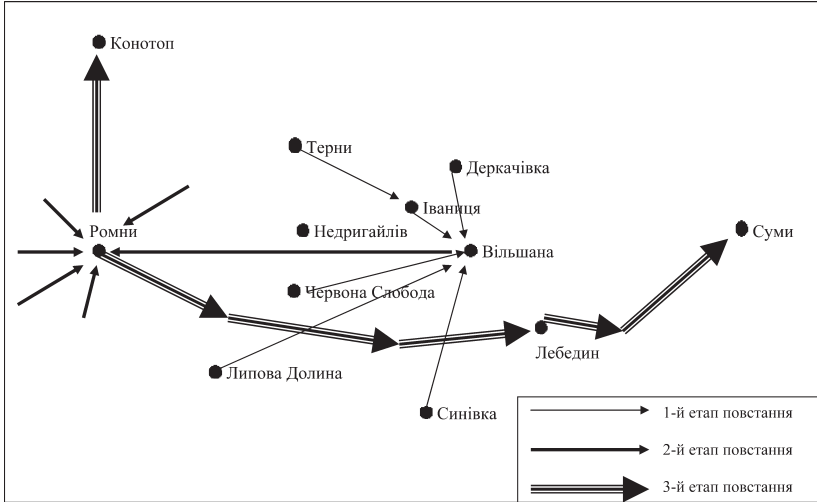 Конотоп
Терни
Деркачівка
Іваниця
Ромни
Недригайлів
Суми
Вільшана
Червона Слобода
Лебедин
Липова Долина
Синівка
1-й етап повстання
2-й етап повстання
3-й етап повстання